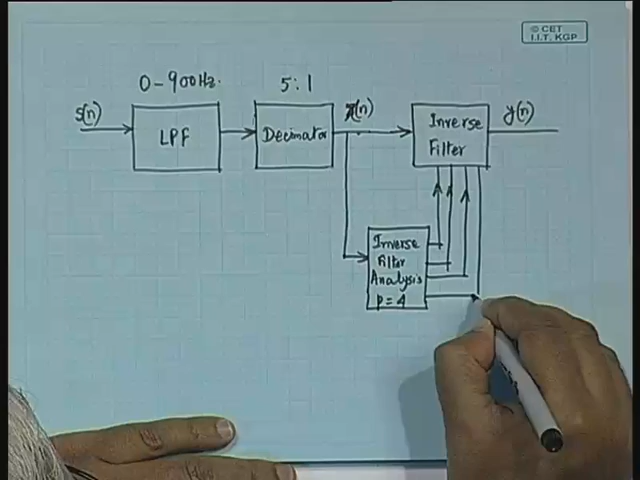 © CET
I.I.T. KGP
0-900Hz.
5:1
s(n)
LPF
Decimator
x(n)
Inverse
Filter
y(n)
Inverse
Filter
Analysis
p=4